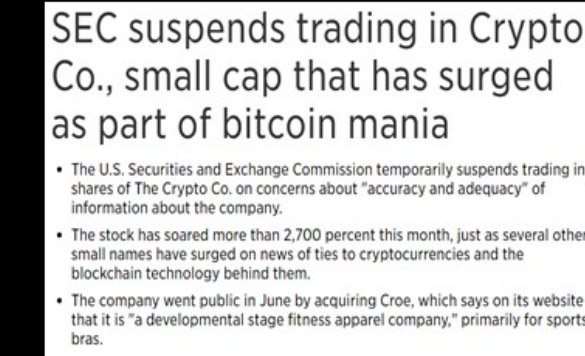 SEC suspends trading in Crypto
Co., small cap that has surged
as part of bitcoin mania
• The U.S. Securities and Exchange Commission temporarily suspends trading in
shares of The Crypto Co. on concerns about "accuracy and adequacy" of
information about the company.
• The stock has soared more than 2,700 percent this month, just as several other
small names have surged on news of ties to cryptocurrencies and the
blockchain technology behind them.
• The company went public in June by acquiring Croe, which says on its website
that it is "a developmental stage fitness apparel company," primarily for sports
bras.